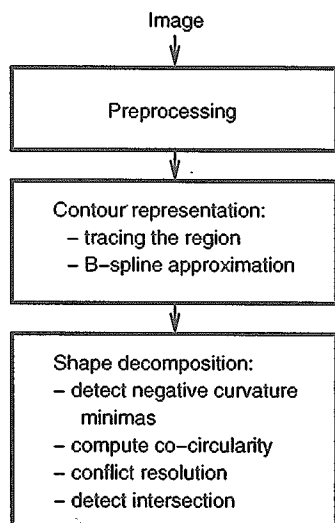 Image
Preprocessing
Contour representation:
– tracing the region
– B–spline approximation
Shape decomposition:
– detect negative curvature
minimas
– compute co–circularity
– conflict resolution
– detect intersection